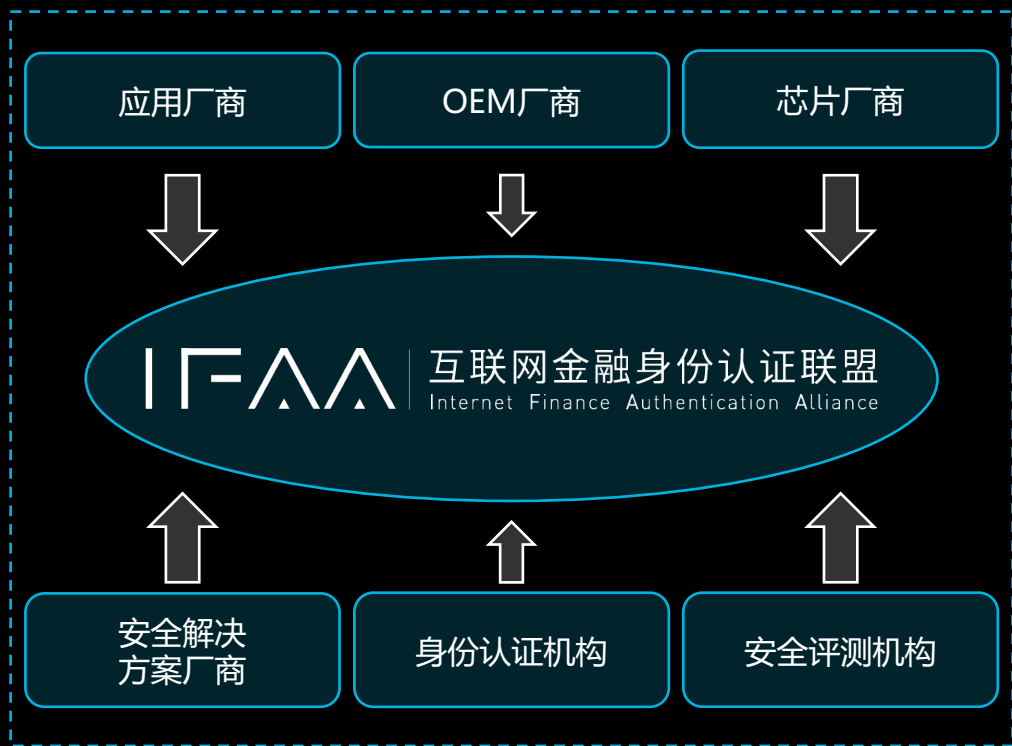 应用厂商
OEM厂商
芯片厂商
IFAA
互联网金融身份认证联盟
Internet Finance Authentication Alliance
安全解决
方案厂商
身份认证机构
安全评测机构